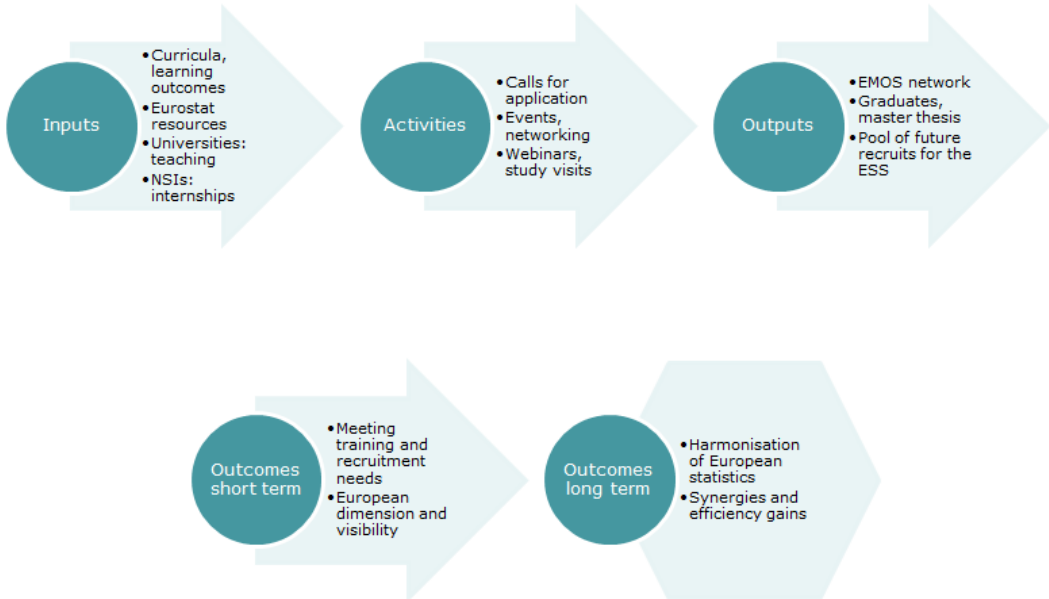 Inputs
•Curricula,
learning
outcomes
•Eurostat
resources
•Universities:
teaching
•NSIs:
internships
Activities
•Calls for
application
•Events,
networking
•Webinars,
study visits
Outputs
•EMOS network
•Graduates,
master thesis
•Pool of future
recruits for the
ESS
Outcomes
short term
•Meeting
training and
recruitment
needs
•European
dimension and
visibility
Outcomes
long term
•Harmonisation
of European
statistics
•Synergies and
efficiency gains